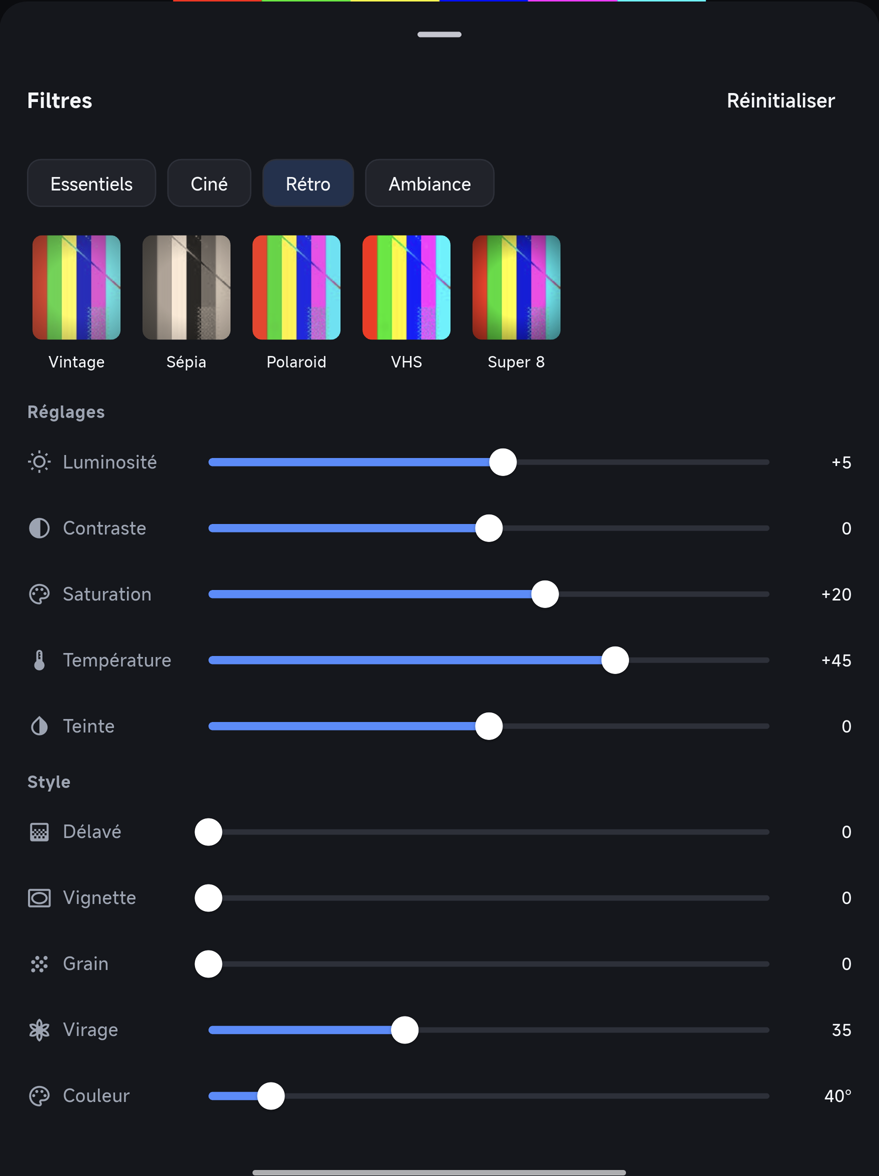 Filtres
Réinitialiser
Essentiels
Ciné
Rétro
Ambiance
Vintage
Sépia
Polaroid
VHS
Super 8
Réglages
Luminosité +5
Contraste 0
Saturation +20
Température +45
Teinte 0
Style
Délavé 0
Vignette 0
Grain 0
Virage 35
Couleur 40°